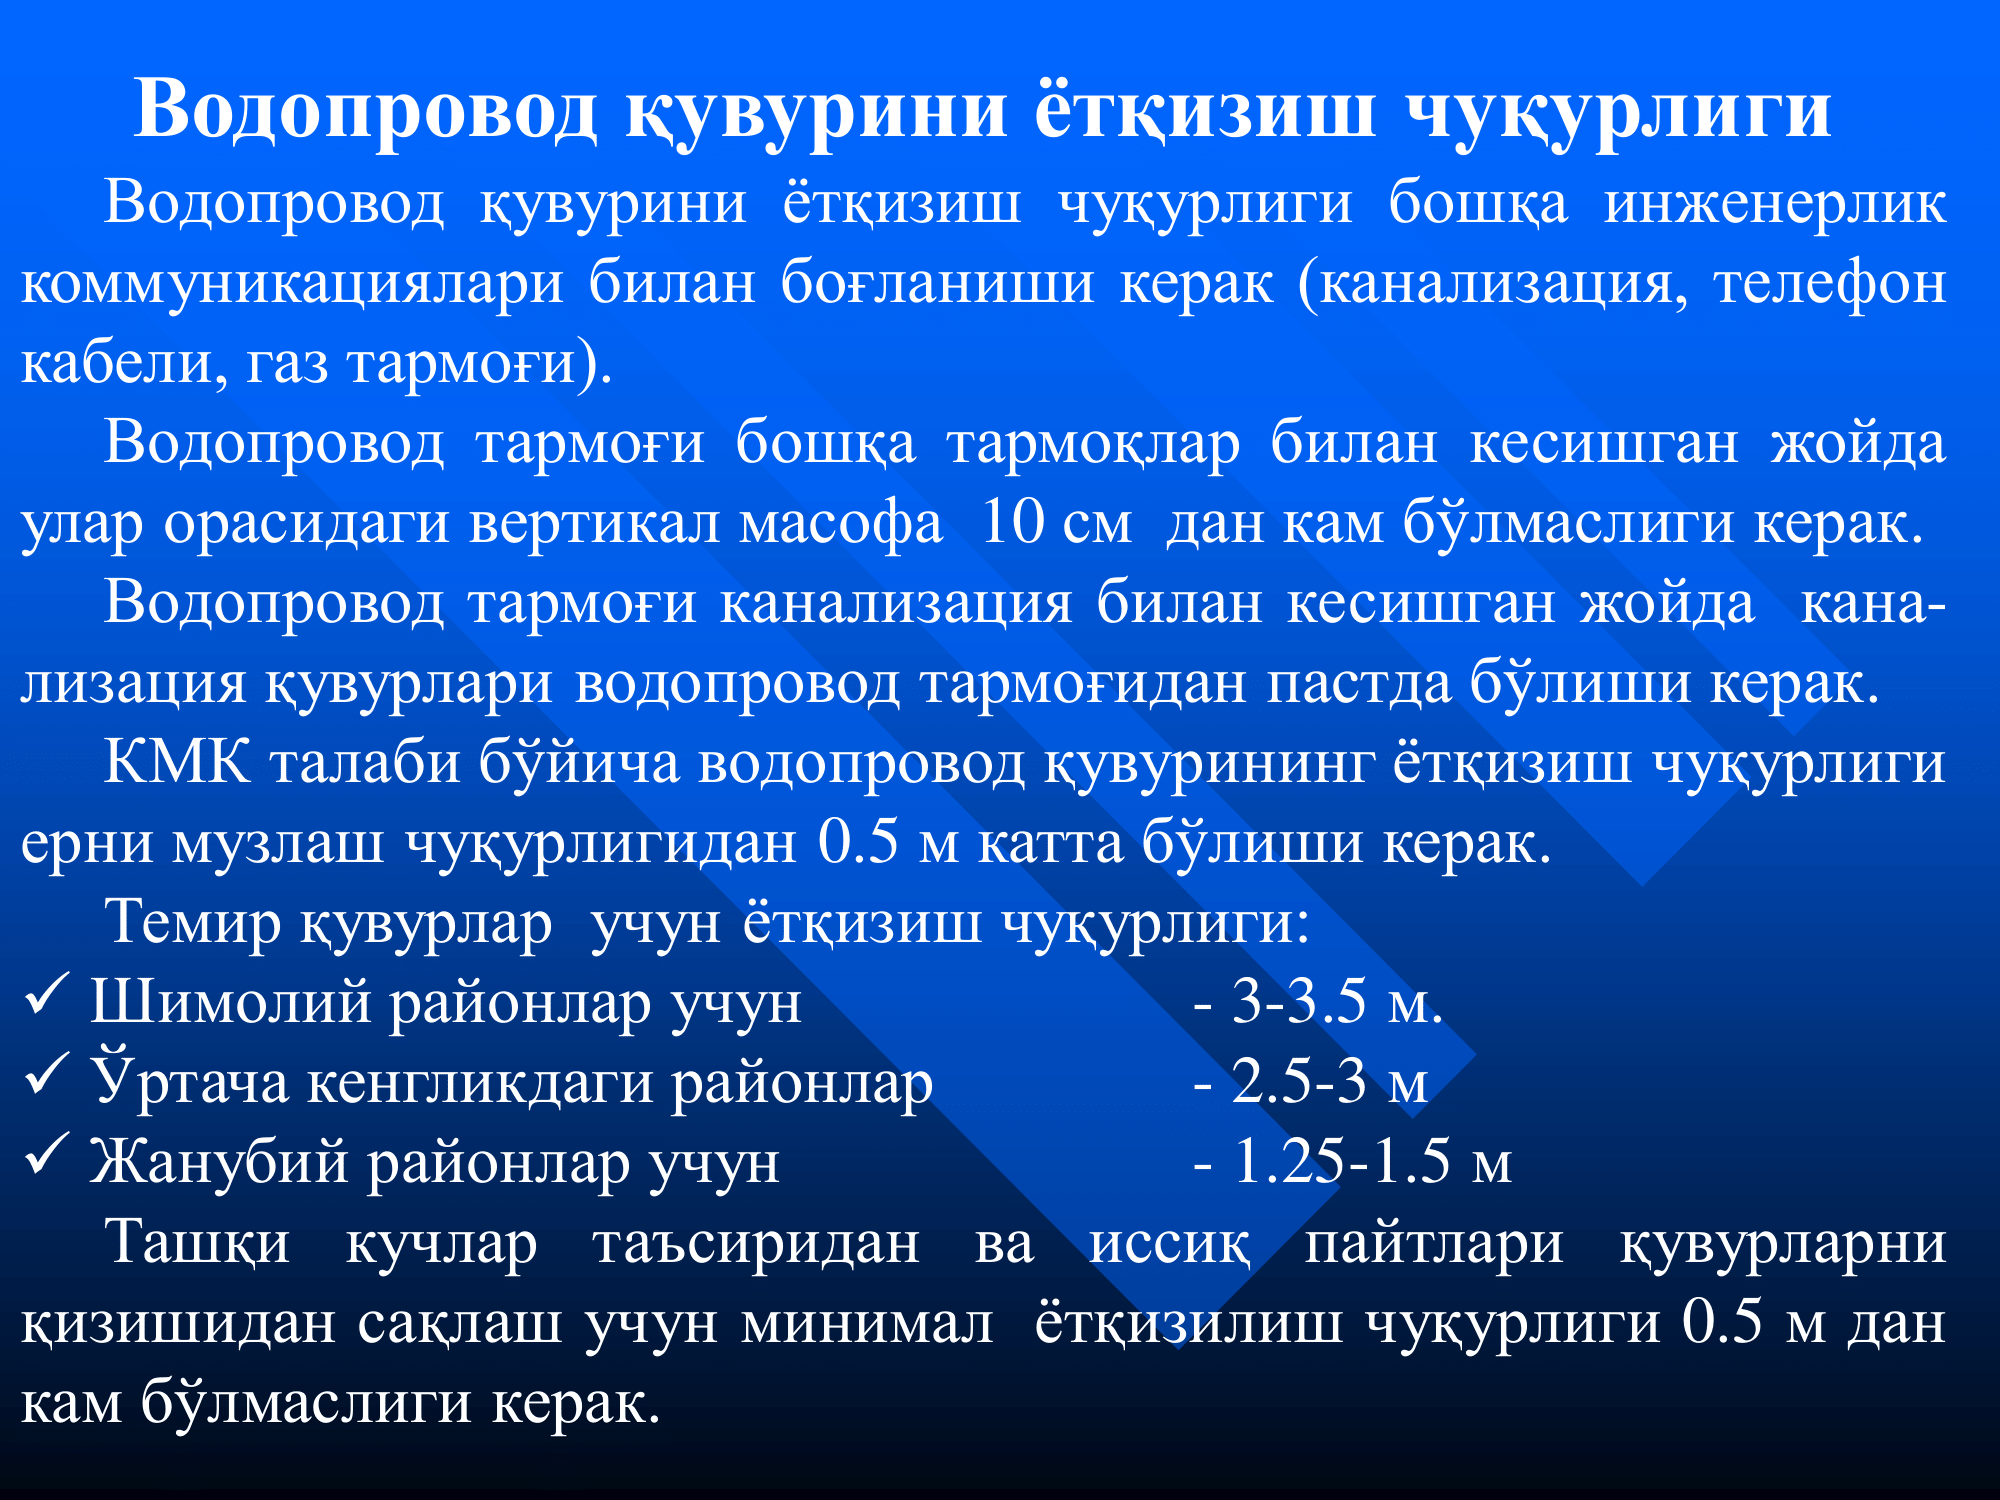 Водопровод қувурини ётқизиш чуқурлиги
Водопровод қувурини ётқизиш чуқурлиги бошқа инженерлик
коммуникациялари билан боғланиши керак (канализация, телефон
кабели, газ тармоғи).
Водопровод тармоғи бошқа тармоқлар билан кесишган жойда
улар орасидаги вертикал масофа 10 см дан кам бўлмаслиги керак.
Водопровод тармоғи канализация билан кесишган жойда кана-
лизация қувурлари водопровод тармоғидан пастда бўлиши керак.
КМК талаби бўйича водопровод қувурининг ётқизиш чуқурлиги
ерни музлаш чуқурлигидан 0.5 м катта бўлиши керак.
Темир қувурлар учун ётқизиш чуқурлиги:
✓ Шимолий районлар учун - 3-3.5 м.
✓ Ўртача кенгликдаги районлар - 2.5-3 м
✓ Жанубий районлар учун - 1.25-1.5 м
Ташқи кучлар таъсиридан ва иссиқ пайтлари қувурларни
қизишидан сақлаш учун минимал ётқизилиш чуқурлиги 0.5 м дан
кам бўлмаслиги керак.